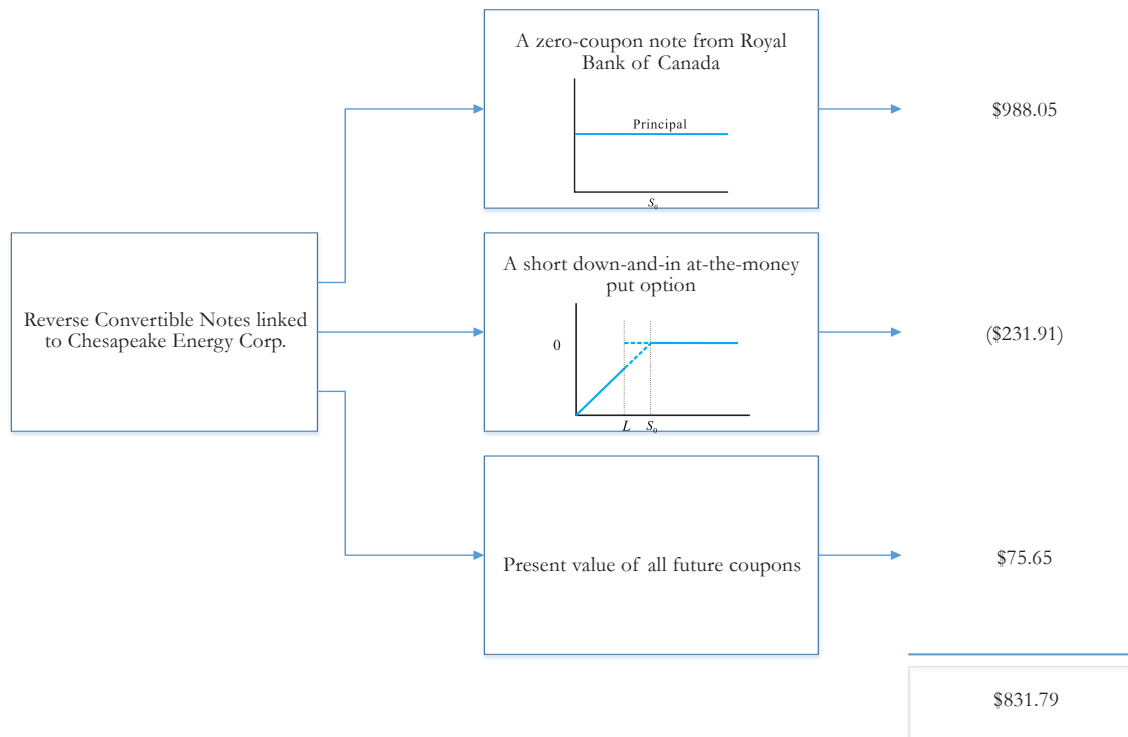 A zero-coupon note from Royal
Bank of Canada
Principal
S₀
$988.05
Reverse Convertible Notes linked
to Chesapeake Energy Corp.
A short down-and-in at-the-money
put option
0
L S₀
($231.91)
Present value of all future coupons
$75.65
$831.79